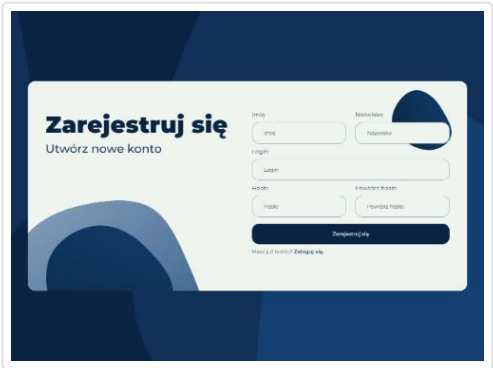 Zarejestruj się
Utwórz nowe konto
Imię Nazwisko
Imię Nazwisko
Login
Login
Hasło Powtórz hasło
Hasło Powtórz hasło
Zarejestruj się
Masz już konto? Zaloguj się.